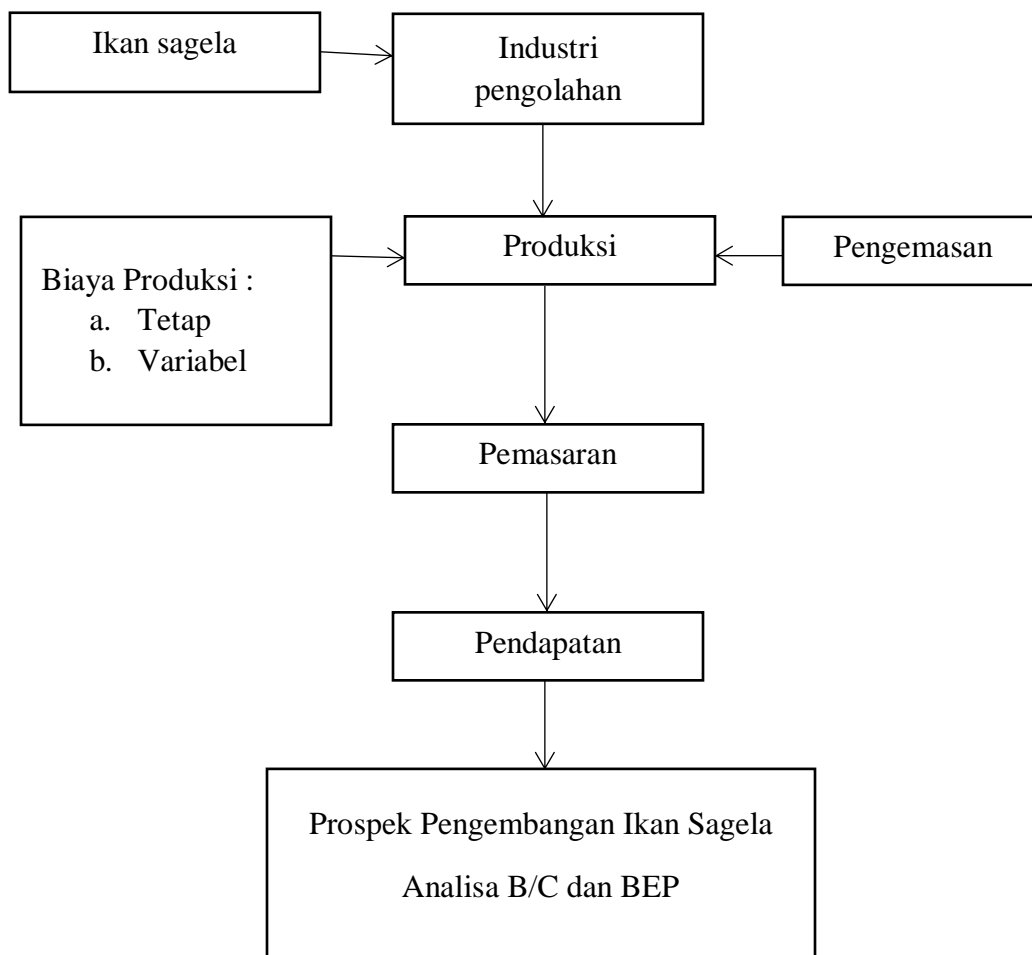 Ikan sagela
Industri
pengolahan
Biaya Produksi :
a. Tetap
b. Variabel
Produksi
Pengemasan
Pemasaran
Pendapatan
Prospek Pengembangan Ikan Sagela
Analisa B/C dan BEP